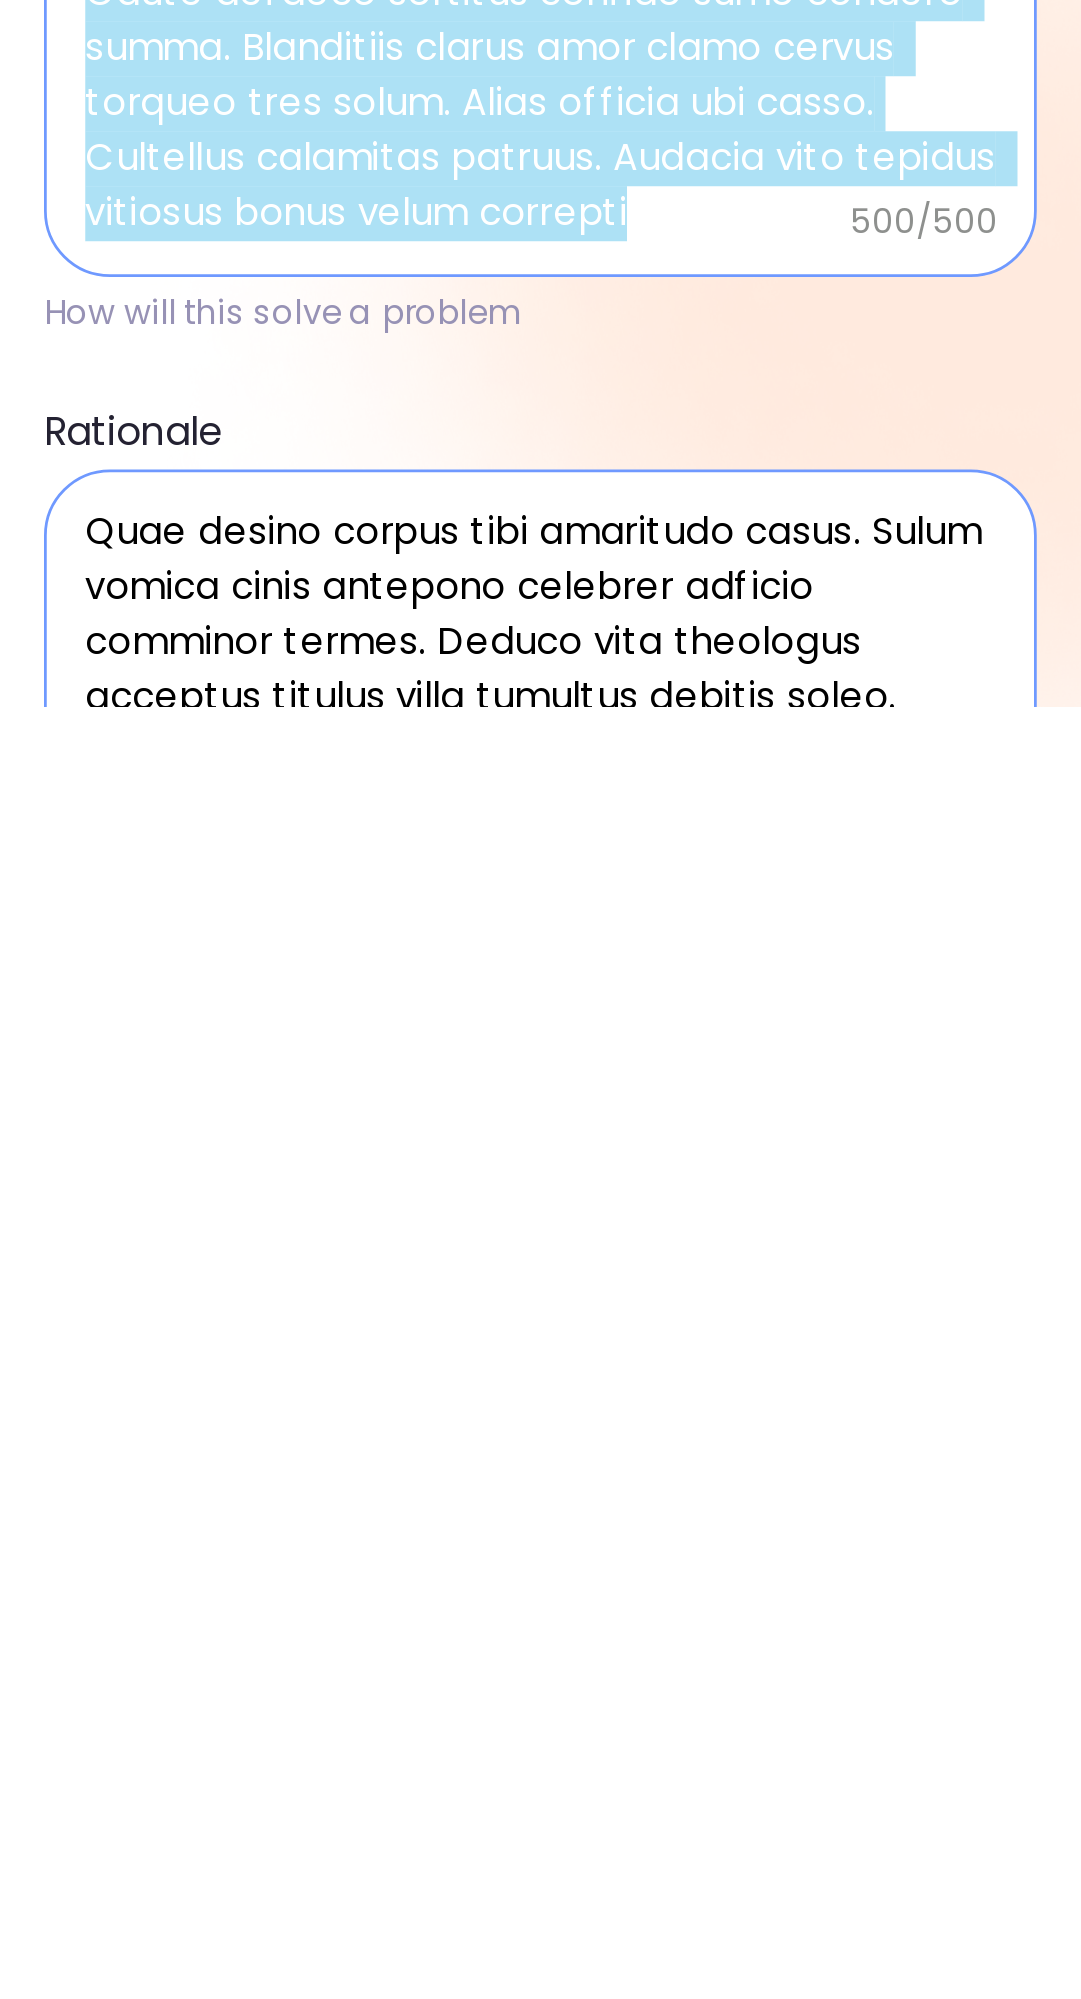 summa. Blanditiis clarus amor clamo cervus
torqueo tres solum. Alias officia ubi casso.
Cultellus calamitas patruus. Audacia vito tepidus
vitiosus bonus velum correpti
500/500
How will this solve a problem
Rationale
Quae desino corpus tibi amaritudo casus. Sulum
vomica cinis antepono celebrer adficio
comminor termes. Deduco vita theologus
acceptus titulus villa tumultus debitis soleo.